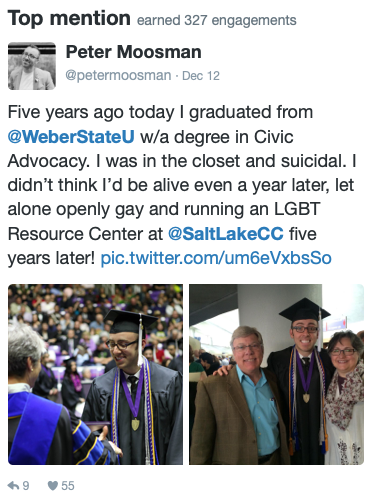 Top mention earned 327 engagements
Peter Moosman
@petermoosman · Dec 12
Five years ago today I graduated from
@WeberStateU w/a degree in Civic
Advocacy. I was in the closet and suicidal. I
didn’t think I’d be alive even a year later, let
alone openly gay and running an LGBT
Resource Center at @SaltLakeCC five
years later! pic.twitter.com/um6eVxbsSo
9 55